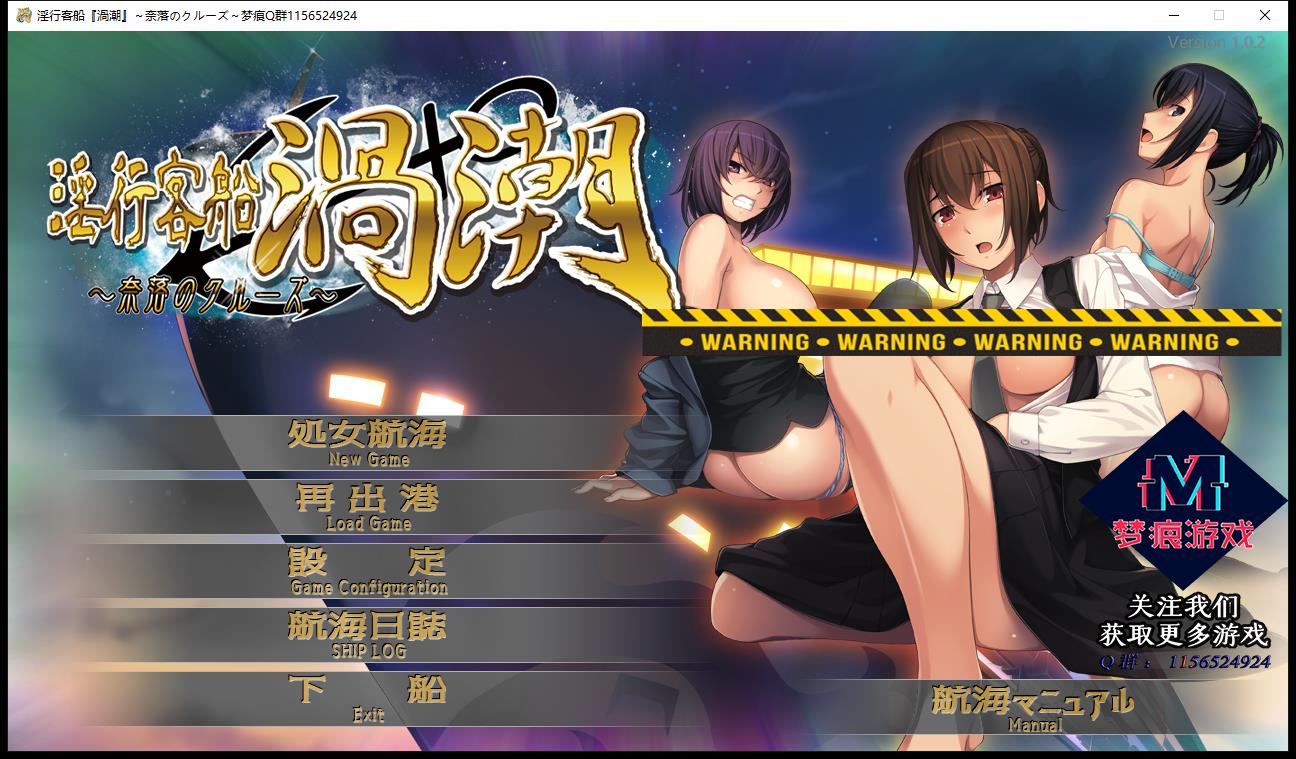 淫行客船『渦潮』～奈落のクルーズ～梦痕Q群1156524924
Version 1.0.2
淫行客船 渦潮
～奈落のクルーズ～
WARNING ● WARNING ● WARNING ● WARNING
処女航海
New Game
再出港
Load Game
設定
Game Configuration
航海日誌
SHIP LOG
下船
Exit
M
梦痕游戏
关注我们
获取更多游戏
Q群： 1156524924
航海マニュアル
Manual